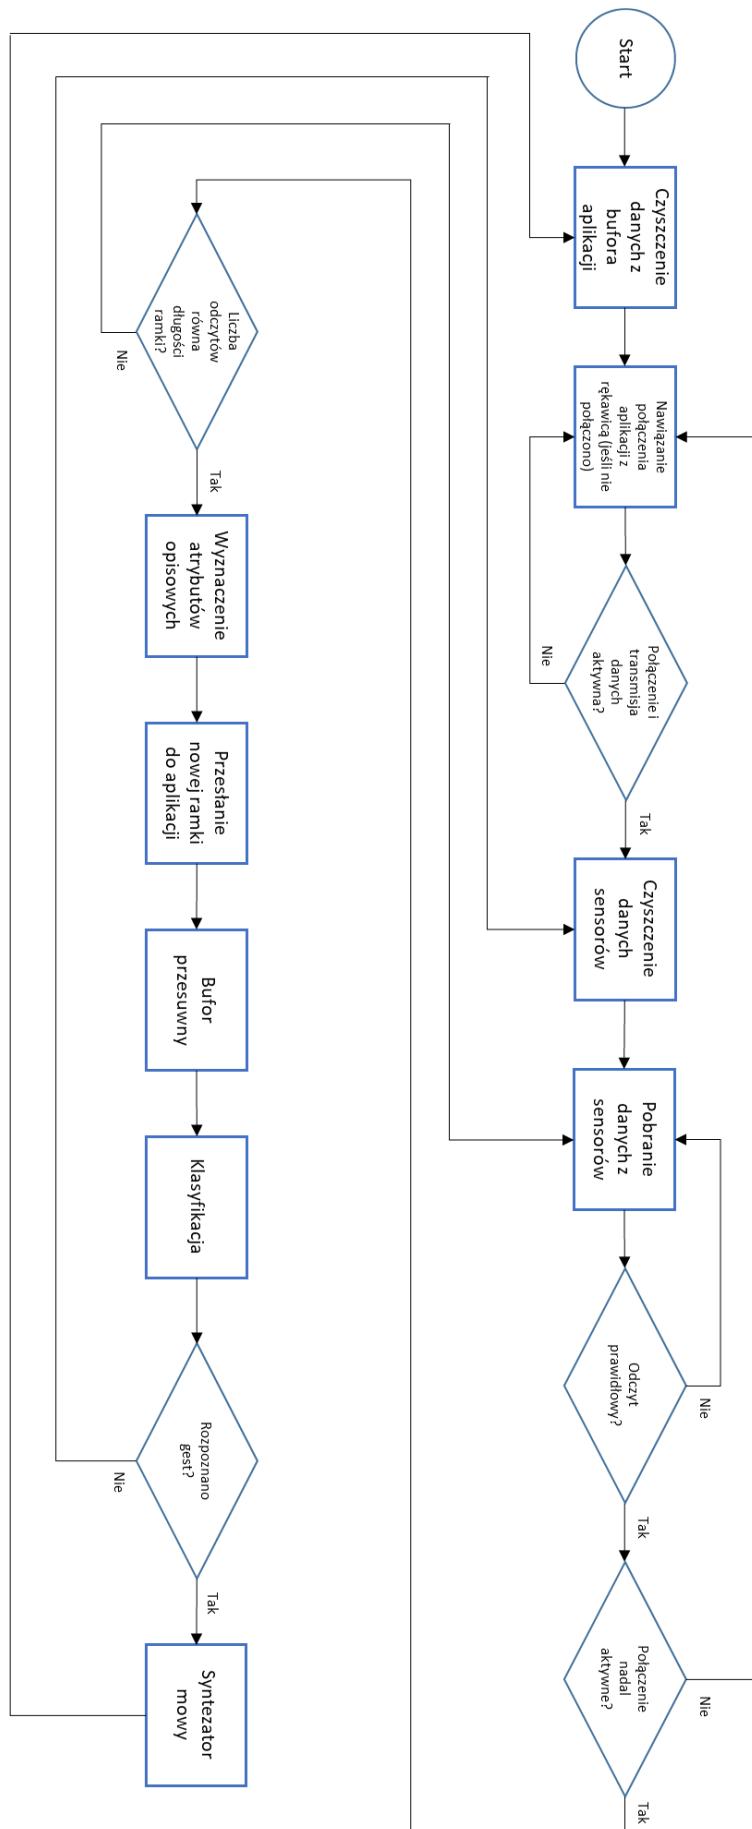 Start
Czyszczenie
danych z
bufora
aplikacji
Nawiązanie
połączenia
aplikacji z
rękawicą (jeśli nie
połączono)
Połączenie i
transmisja
danych
aktywna?
Nie
Tak
Czyszczenie
danych
sensorów
Pobranie
danych z
sensorów
Odczyt
prawidłowy?
Nie
Tak
Połączenie
nadal
aktywne?
Nie
Tak
Liczba
odczytów
równa
długości
ramki?
Nie
Tak
Wyznaczenie
atrybutów
opisowych
Przesłanie
nowej ramki
do aplikacji
Bufor
przesuwny
Klasyfikacja
Rozpoznano
gest?
Nie
Tak
Syntezator
mowy